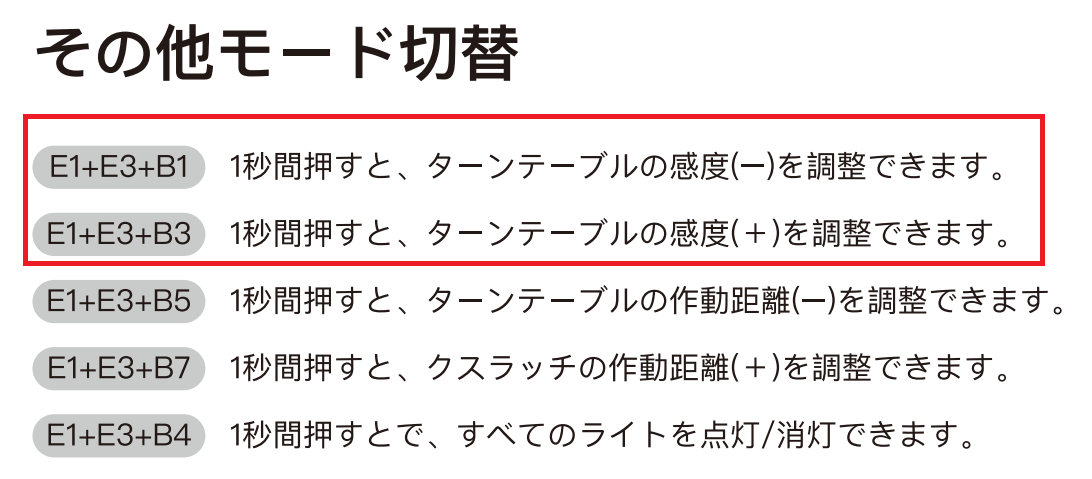 その他モード切替
E1+E3+B1 1秒間押すと、ターンテーブルの感度(ー)を調整できます。
E1+E3+B3 1秒間押すと、ターンテーブルの感度(＋)を調整できます。
E1+E3+B5 1秒間押すと、ターンテーブルの作動距離(ー)を調整できます。
E1+E3+B7 1秒間押すと、クスラッチの作動距離(＋)を調整できます。
E1+E3+B4 1秒間押すとで、すべてのライトを点灯/消灯できます。